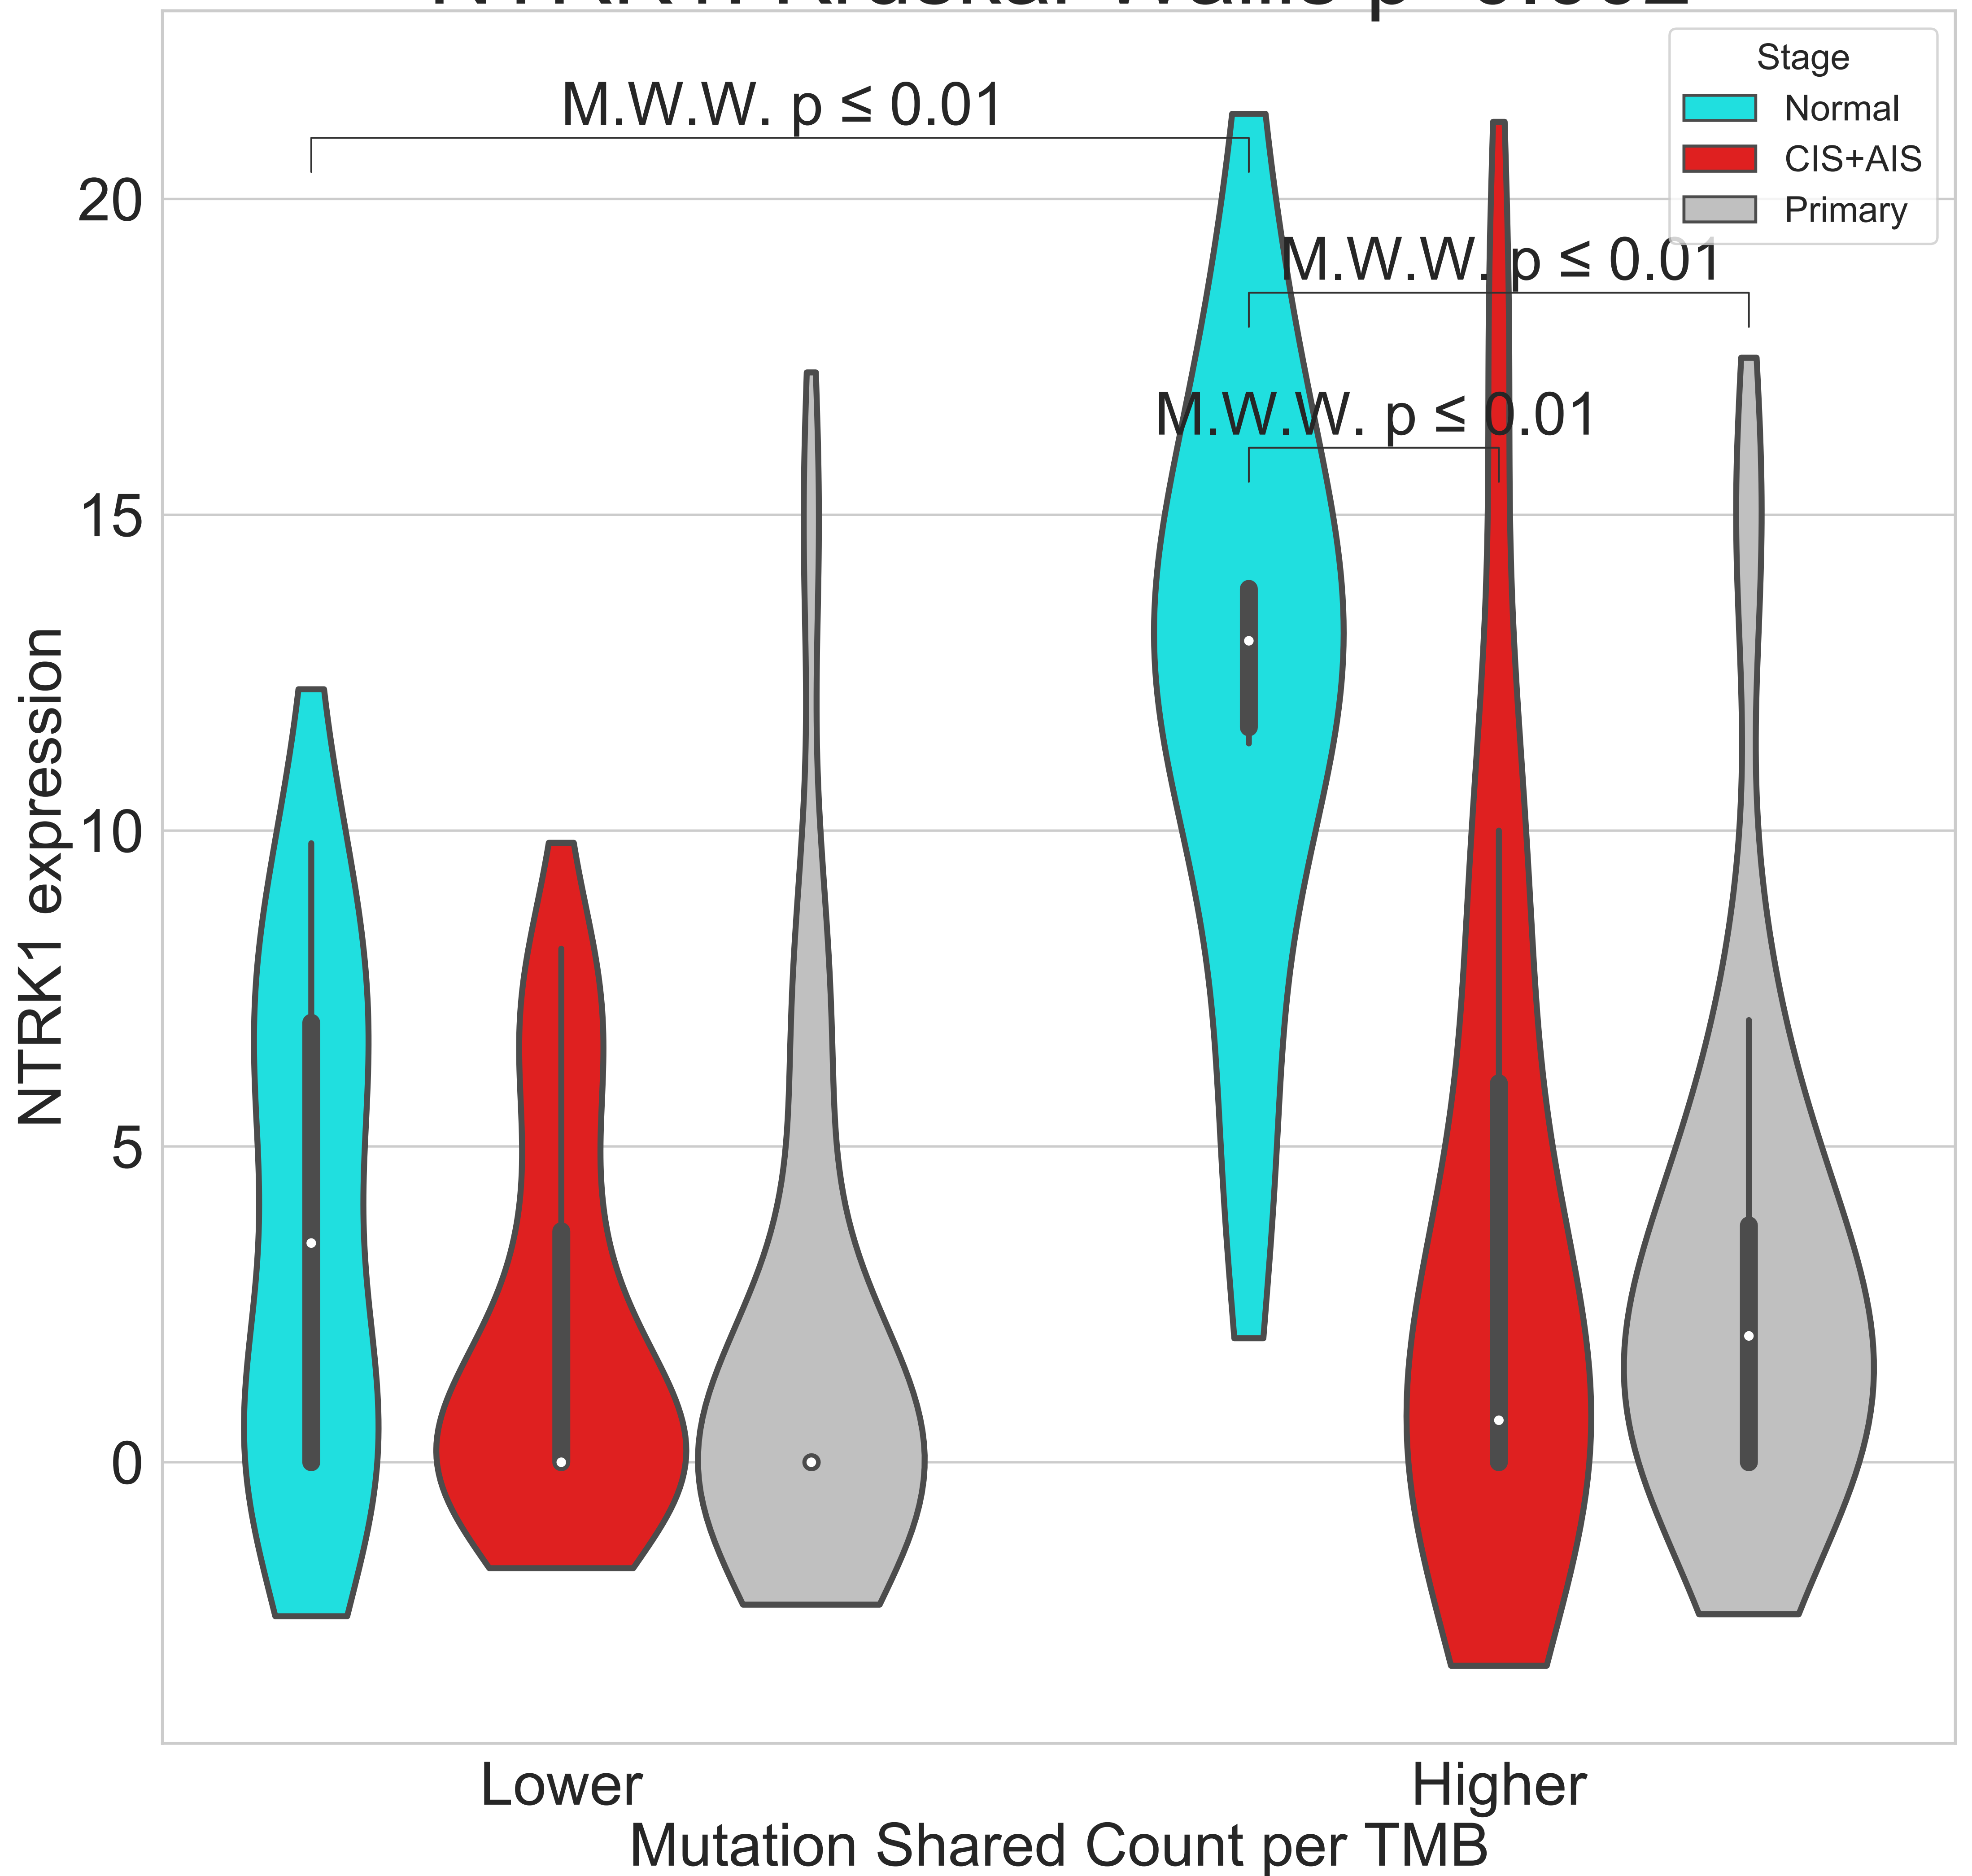 M.W.W. p ≤ 0.01
Stage
Normal
CIS+AIS
Primary
M.W.W. p ≤ 0.01
M.W.W. p ≤ 0.01
20
15
10
5
0
NTRK1 expression
Lower
Higher
Mutation Shared Count per TMB